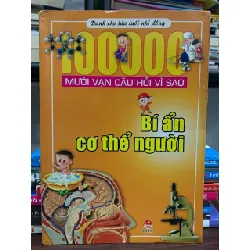 Dành cho lứa tuổi nhi đồng
100000
MƯỜI VẠN CÂU HỎI VÌ SAO
Bí ẩn
cơ thể người